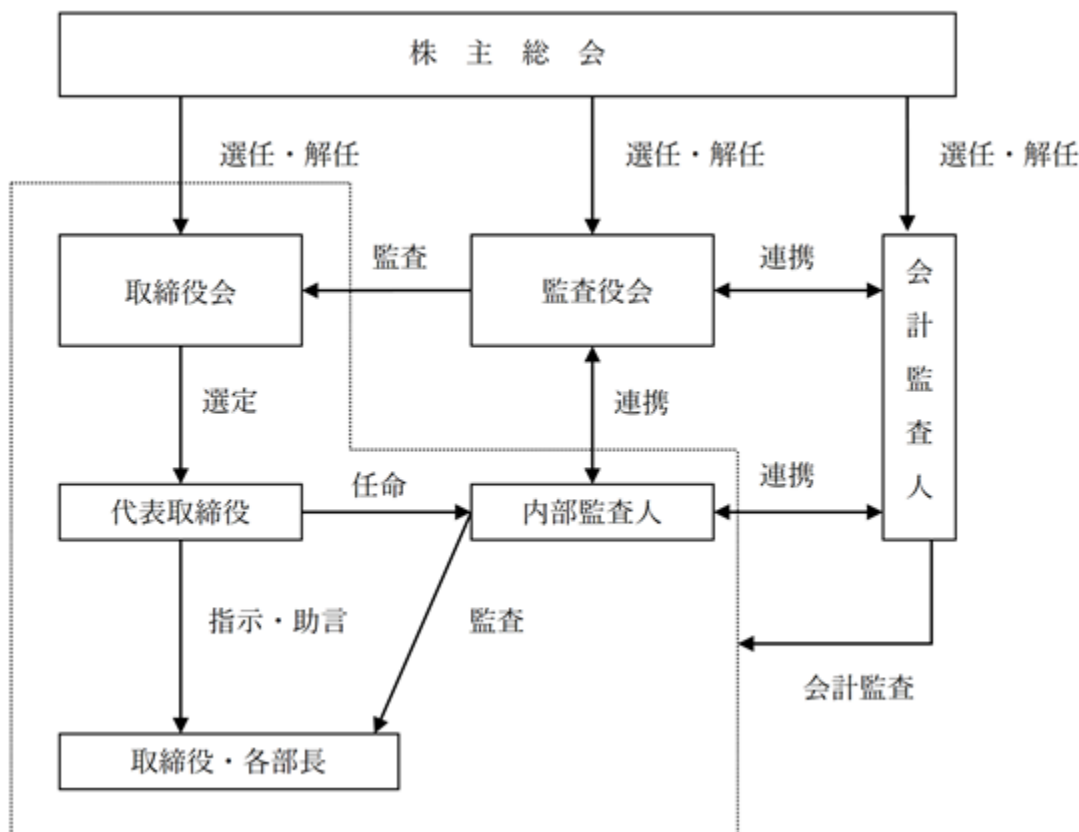 株主総会
選任・解任
選任・解任
選任・解任
取締役会
監査
監査役会
連携
会計監査人
選定
連携
代表取締役
任命
内部監査人
連携
指示・助言
監査
会計監査
取締役・各部長